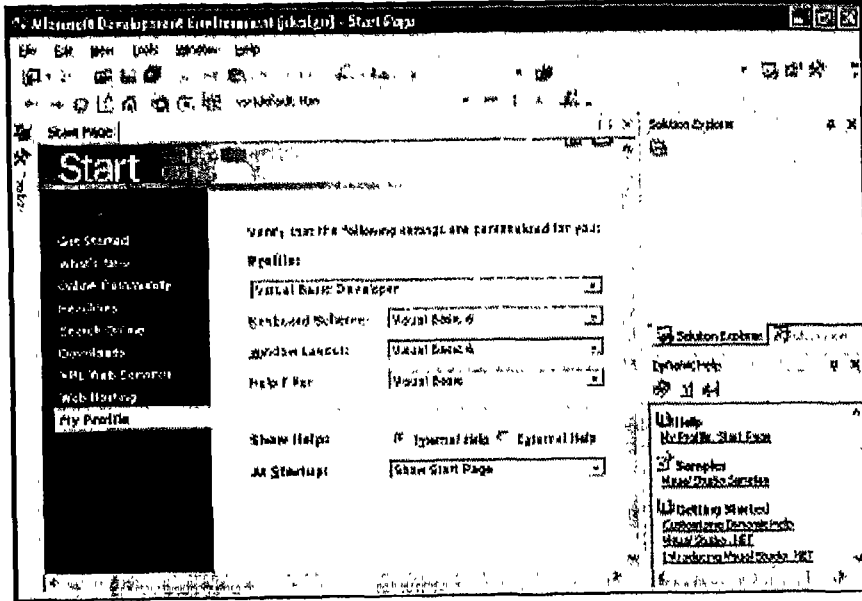 Microsoft Development Environment [design] - Start Page
File Edit View Tools Window Help
Start Page
Solution Explorer
Start
Get Started
What's New
Online Community
Headlines
Search Online
Downloads
XML Web Services
Web Hosting
My Profile
Verify that the following settings are personalized for you:
Profile:
Visual Basic Developer
Keyboard Scheme: Visual Basic 6
Window Layout: Visual Basic 6
Help Filter: Visual Basic
Show Help: Internal Help External Help
At Startup: Show Start Page
Solution Explorer
Dynamic Help
Help
My Profile, Start Page
Samples
Visual Studio Samples
Getting Started
Customizing Dynamic Help
Visual Studio .NET
Introducing Visual Studio .NET